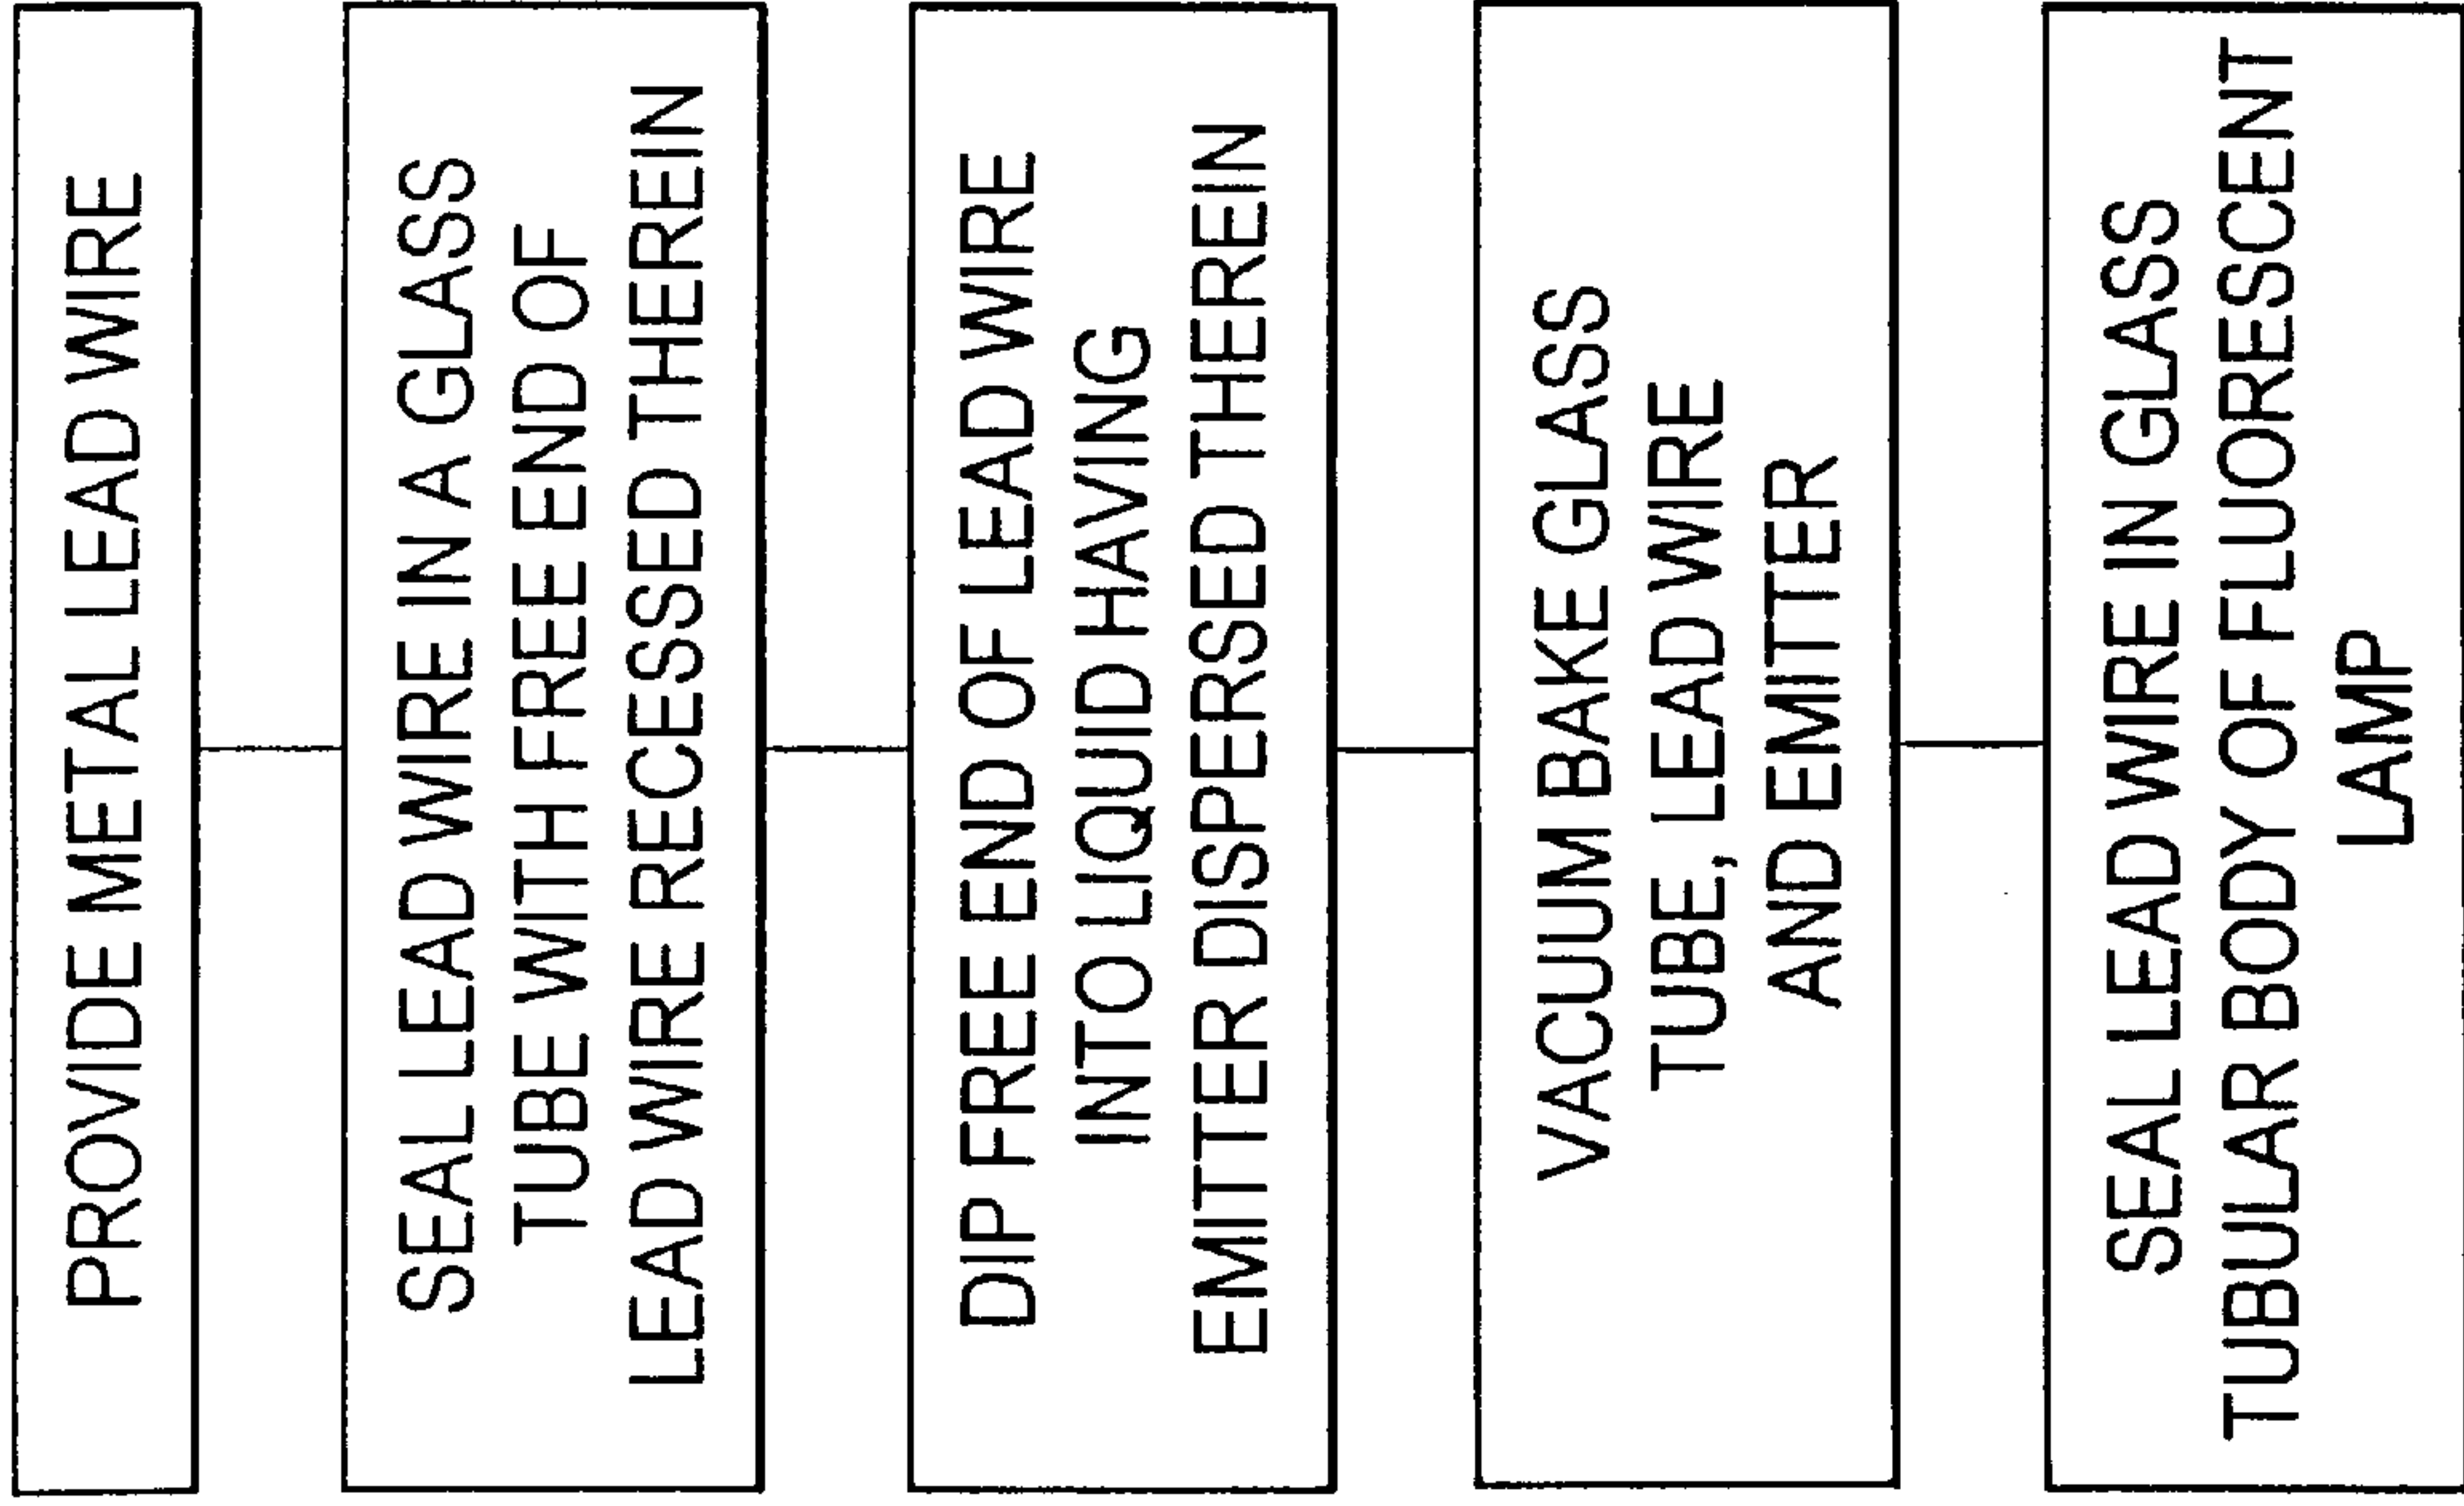 PROVIDE METAL LEAD WIRE
SEAL LEAD WIRE IN A GLASS
TUBE WITH FREE END OF
LEAD WIRE RECESSED THEREIN
DIP FREE END OF LEAD WIRE
INTO LIQUID HAVING
EMITTER DISPERSED THEREIN
VACUUM BAKE GLASS
TUBE, LEAD WIRE
AND EMITTER
SEAL LEAD WIRE IN GLASS
TUBULAR BODY OF FLUORESCENT
LAMP